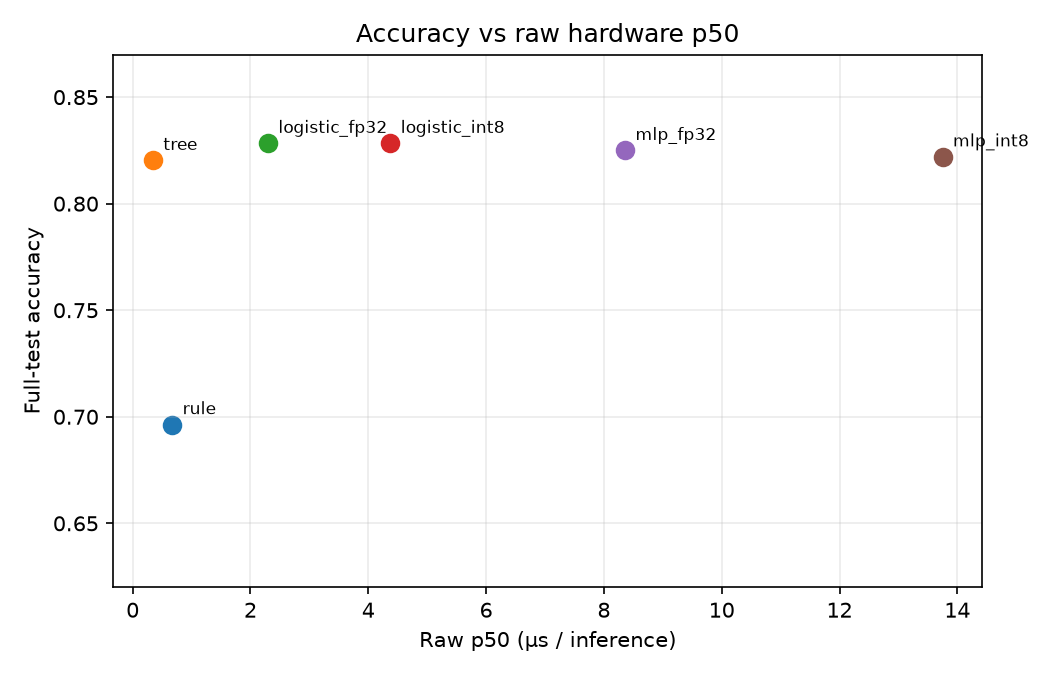 Accuracy vs raw hardware p50
Full-test accuracy
0.85
0.80
0.75
0.70
0.65
tree
logistic_fp32
logistic_int8
mlp_fp32
mlp_int8
rule
0
2
4
6
8
10
12
14
Raw p50 (µs / inference)